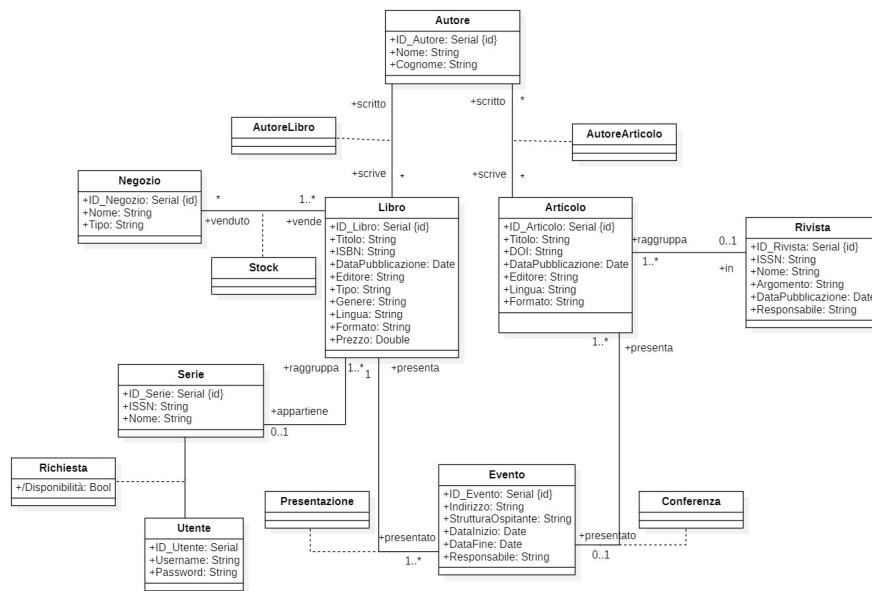 Autore
+ID_Autore: Serial {id}
+Nome: String
+Cognome: String
+scritto
+scritto
*
AutoreLibro
AutoreArticolo
+scrive
*
+scrive
*
Negozio
+ID_Negozio: Serial {id}
+Nome: String
+Tipo: String
*
+venduto
1..*
+vende
Stock
Libro
+ID_Libro: Serial {id}
+Titolo: String
+ISBN: String
+DataPubblicazione: Date
+Editore: String
+Tipo: String
+Genere: String
+Lingua: String
+Formato: String
+Prezzo: Double
Articolo
+ID_Articolo: Serial {id}
+Titolo: String
+DOI: String
+DataPubblicazione: Date
+Editore: String
+Lingua: String
+Formato: String
+raggruppa
1..*
0..1
+in
Rivista
+ID_Rivista: Serial {id}
+ISSN: String
+Nome: String
+Argomento: String
+DataPubblicazione: Date
+Responsabile: String
+raggruppa
1..*
1
+presenta
1..*
+presenta
Serie
+ID_Serie: Serial {id}
+ISSN: String
+Nome: String
+appartiene
0..1
Richiesta
+/Disponibilità: Bool
Utente
+ID_Utente: Serial
+Username: String
+Password: String
Presentazione
+presentato
1..*
Evento
+ID_Evento: Serial {id}
+Indirizzo: String
+StrutturaOspitante: String
+DataInizio: Date
+DataFine: Date
+Responsabile: String
+presentato
0..1
Conferenza